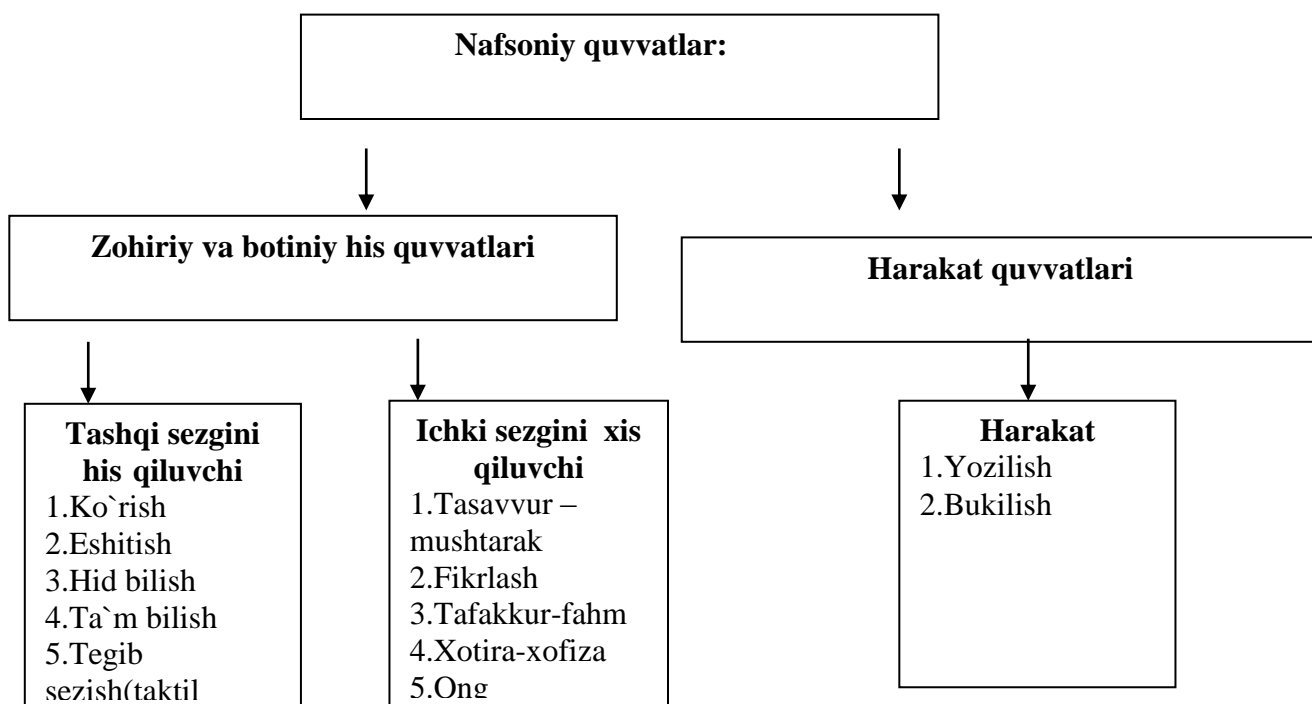 Nafsoniy quvvatlar:
Zohiriy va botiniy his quvvatlari
Harakat quvvatlari
Tashqi sezgini
his qiluvchi
1.Ko`rish
2.Eshitish
3.Hid bilish
4.Ta`m bilish
5.Tegib
sezish(taktil
Ichki sezgini xis
qiluvchi
1.Tasavvur –
mushtarak
2.Fikrlash
3.Tafakkur-fahm
4.Xotira-xofiza
5.Ong
Harakat
1.Yozilish
2.Bukilish